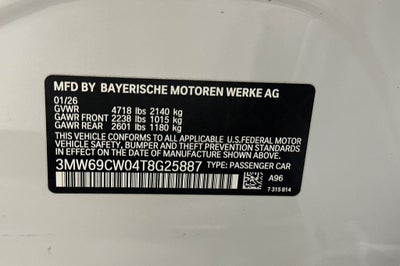 MFD BY BAYERISCHE MOTOREN WERKE AG
01/26
GVWR 4718 lbs 2140 kg
GAWR FRONT 2238 lbs 1015 kg
GAWR REAR 2601 lbs 1180 kg
THIS VEHICLE CONFORMS TO ALL APPLICABLE
U.S.FEDERAL MOTOR
VEHICLE SAFETY, BUMPER AND THEFT PREVENTION
STANDARDS IN EFFECT ON THE DATE OF
MANUFACTURE SHOWN ABOVE.
3MW69CW04T8G25887 TYPE: PASSENGER CAR
A96
7 315 814